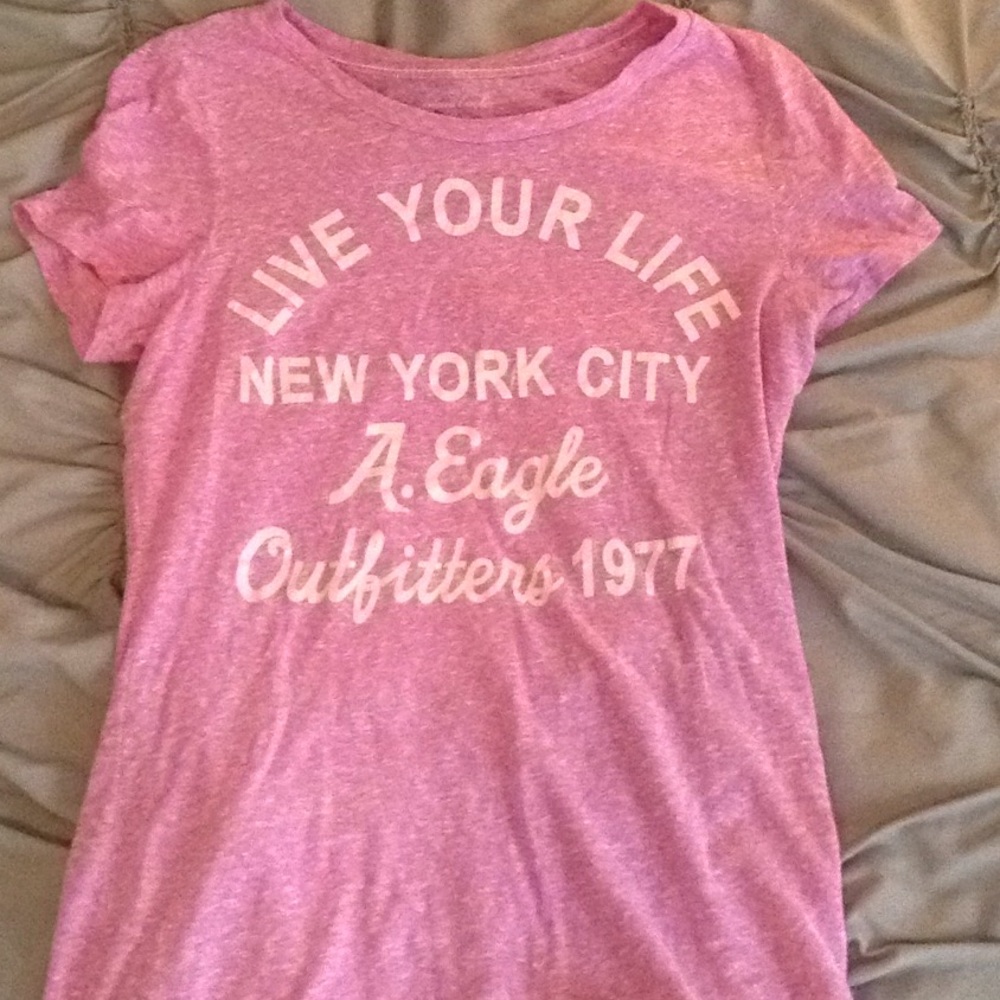 LIVE YOUR LIFE
NEW YORK CITY
A. Eagle
Outfitters 1977